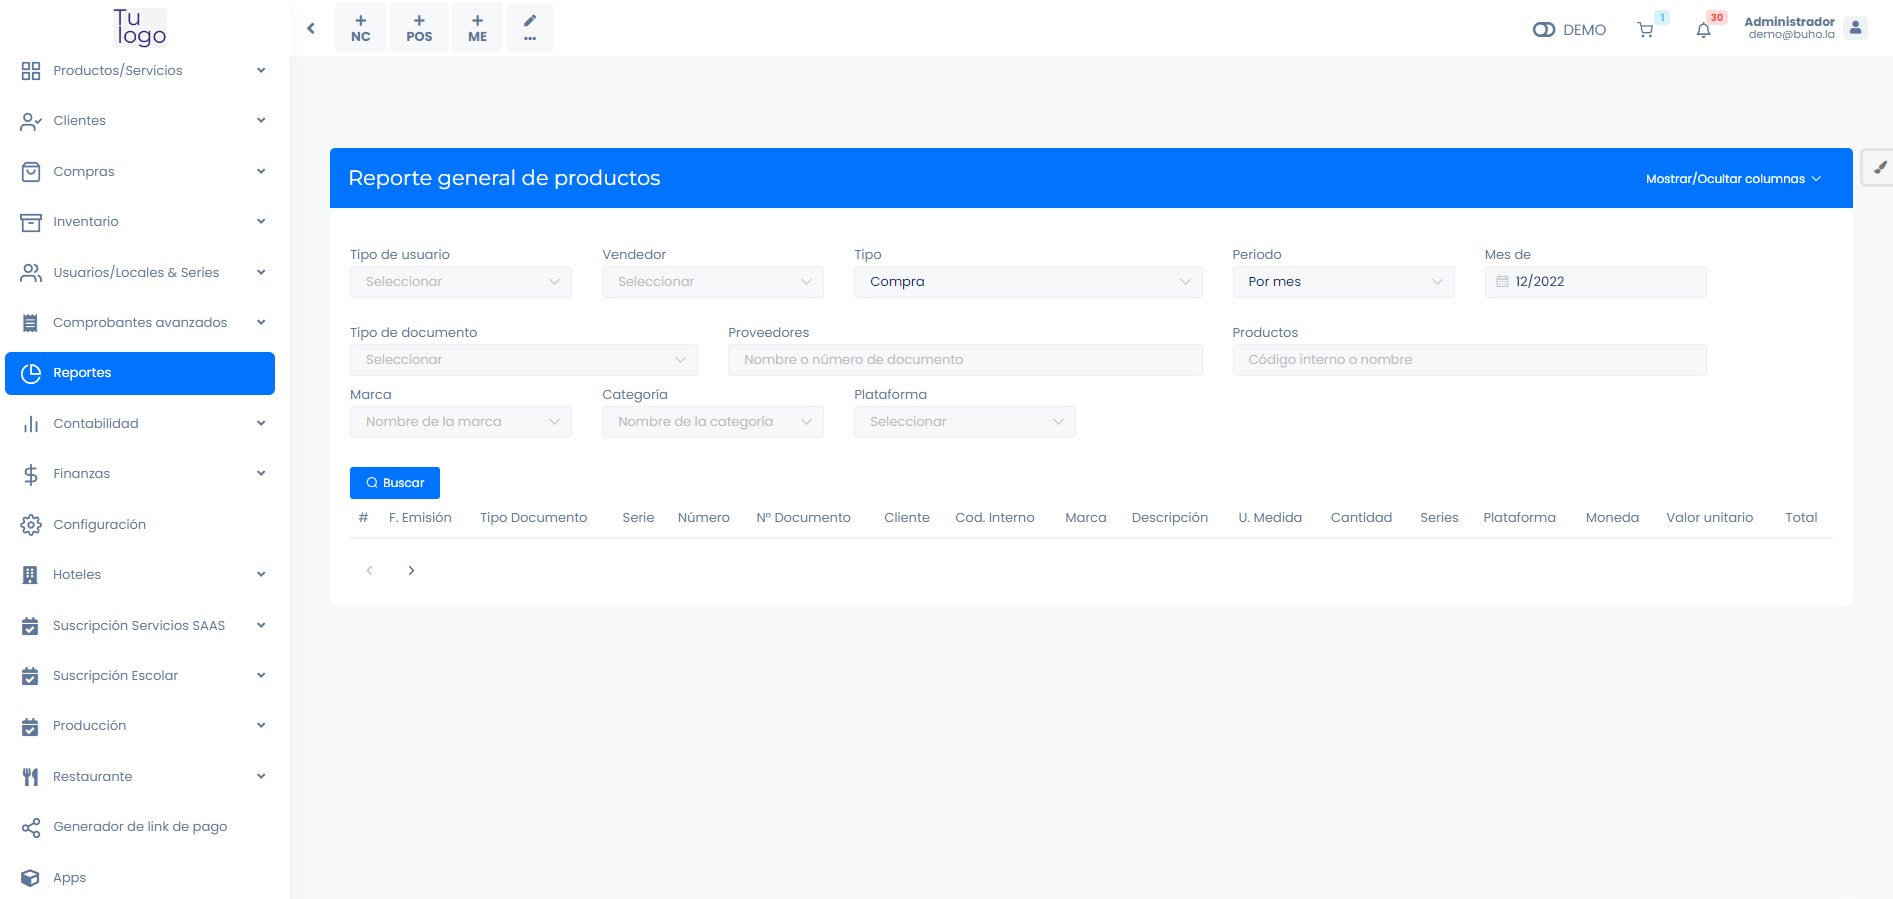 Tu
logo
Productos/Servicios
Clientes
Compras
Inventario
Usuarios/Locales & Series
Comprobantes avanzados
Reportes
Contabilidad
Finanzas
Configuración
Hoteles
Suscripción Servicios SAAS
Suscripción Escolar
Producción
Restaurante
Generador de link de pago
Apps
NC
POS
ME
...
DEMO
1
30
Administrador
demo@buho.la
Reporte general de productos
Mostrar/Ocultar columnas
Tipo de usuario Vendedor Tipo Periodo Mes de
Seleccionar Seleccionar Compra Por mes 12/2022
Tipo de documento Proveedores Productos
Seleccionar Nombre o número de documento Código interno o nombre
Marca Categoría Plataforma
Nombre de la marca Nombre de la categoría Seleccionar
Buscar
# F. Emisión Tipo Documento Serie Número Nº Documento Cliente Cod. Interno Marca Descripción U. Medida Cantidad Series Plataforma Moneda Valor unitario Total